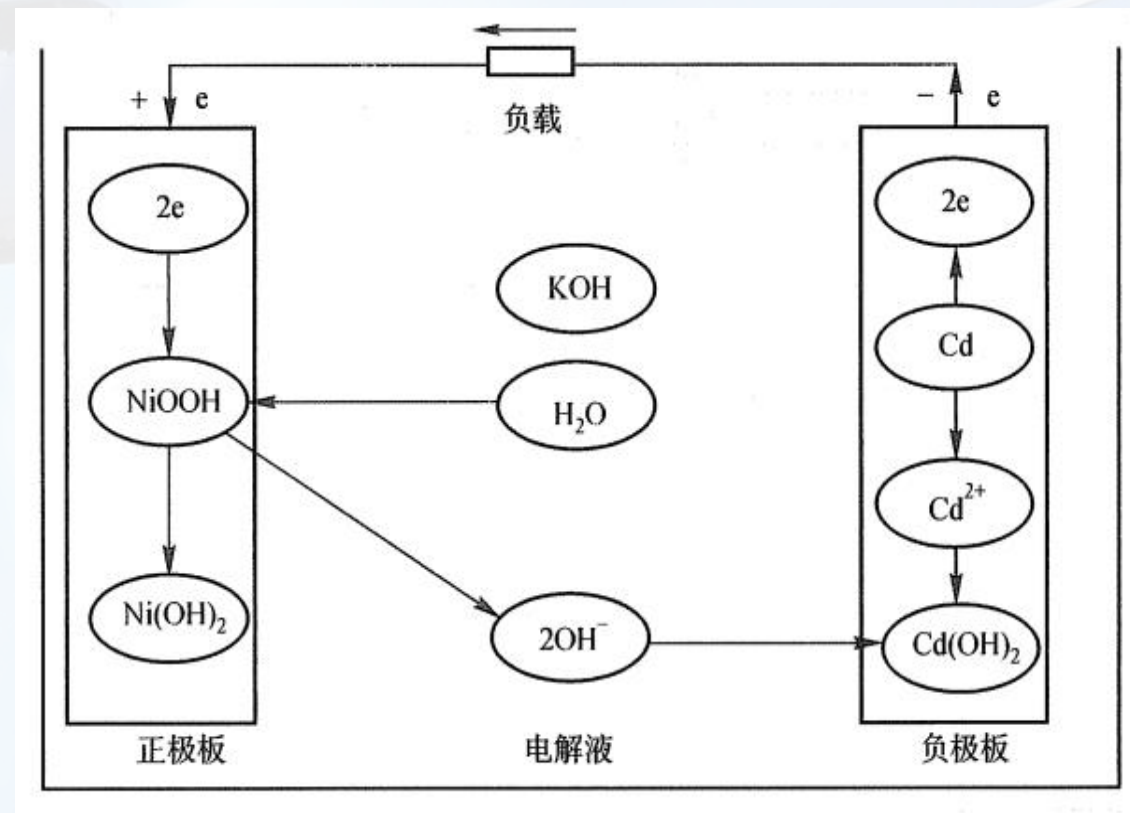 + e
负载
− e
2e
2e
KOH
Cd
NiOOH
H₂O
Cd²⁺
Ni(OH)₂
2OH⁻
Cd(OH)₂
正极板
电解液
负极板